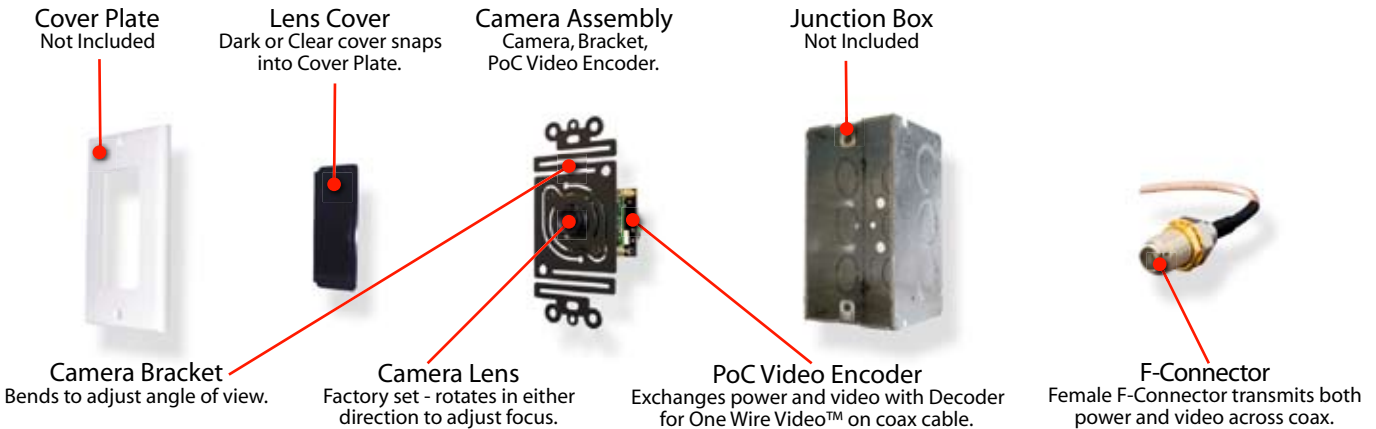 Cover Plate
Not Included
Lens Cover
Dark or Clear cover snaps
into Cover Plate.
Camera Assembly
Camera, Bracket,
PoC Video Encoder.
Junction Box
Not Included
Camera Bracket
Bends to adjust angle of view.
Camera Lens
Factory set - rotates in either
direction to adjust focus.
PoC Video Encoder
Exchanges power and video with Decoder
for One Wire Video™ on coax cable.
F-Connector
Female F-Connector transmits both
power and video across coax.